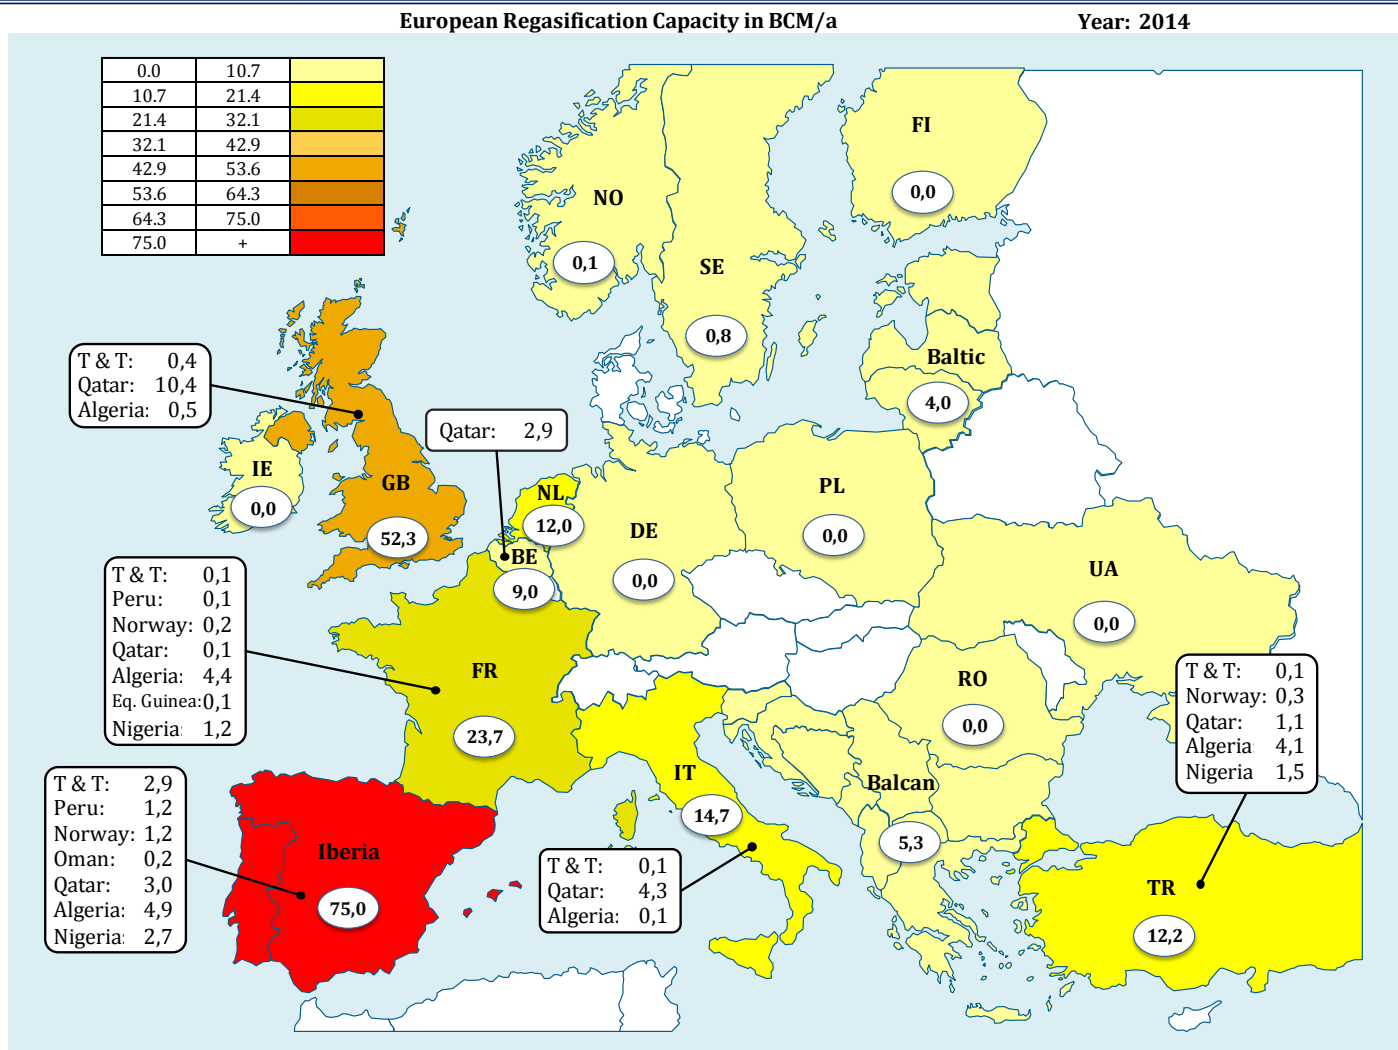 European Regasification Capacity in BCM/a Year: 2014
0.0 10.7
10.7 21.4
21.4 32.1
32.1 42.9
42.9 53.6
53.6 64.3
64.3 75.0
75.0 +
FI
0,0
NO
0,1
SE
0,8
Baltic
4,0
T & T: 0,4
Qatar: 10,4
Algeria: 0,5
Qatar: 2,9
IE
0,0
GB
52,3
NL
12,0
BE
9,0
DE
0,0
PL
0,0
UA
0,0
T & T: 0,1
Peru: 0,1
Norway: 0,2
Qatar: 0,1
Algeria: 4,4
Eq. Guinea: 0,1
Nigeria: 1,2
FR
23,7
RO
0,0
T & T: 0,1
Norway: 0,3
Qatar: 1,1
Algeria 4,1
Nigeria 1,5
T & T: 2,9
Peru: 1,2
Norway: 1,2
Oman: 0,2
Qatar: 3,0
Algeria: 4,9
Nigeria: 2,7
Iberia
75,0
IT
14,7
T & T: 0,1
Qatar: 4,3
Algeria: 0,1
Balcan
5,3
TR
12,2